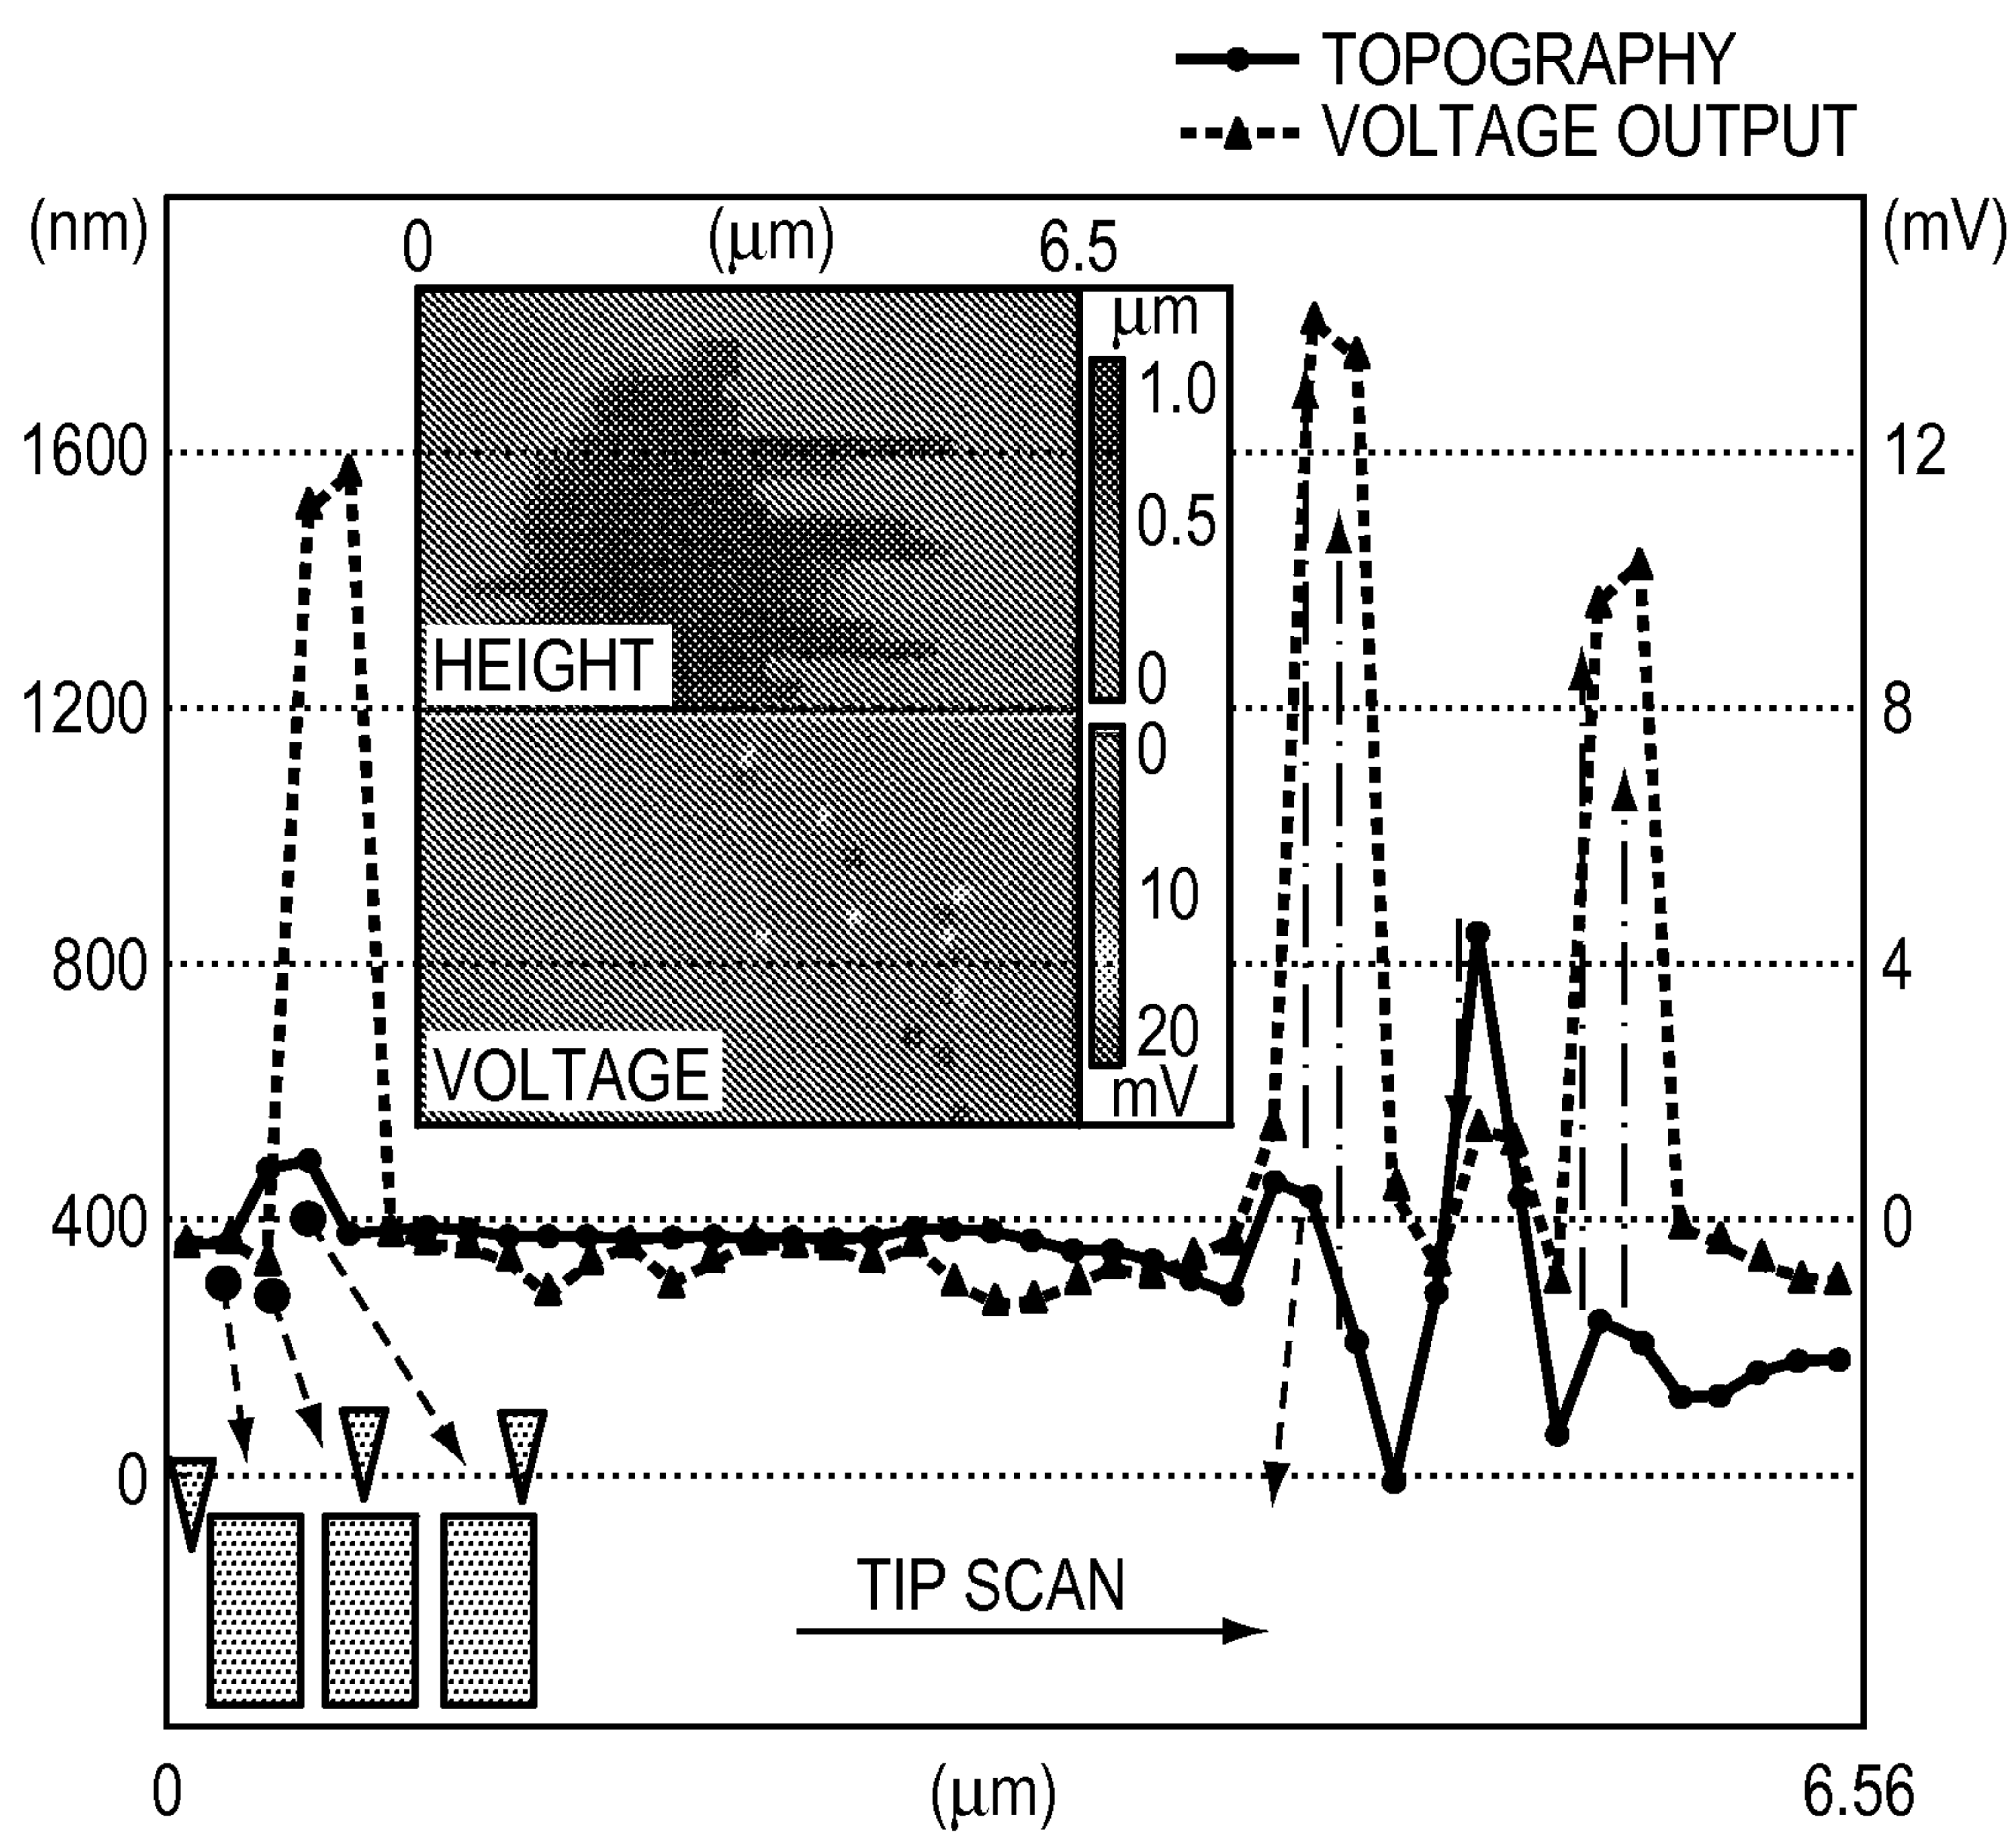 TOPOGRAPHY
VOLTAGE OUTPUT
(nm)
(mV)
0
(μm)
6.5
μm
1.0
1600
12
0.5
HEIGHT
0
1200
8
0
10
800
4
20
VOLTAGE
mV
400
0
0
TIP SCAN
0
(μm)
6.56